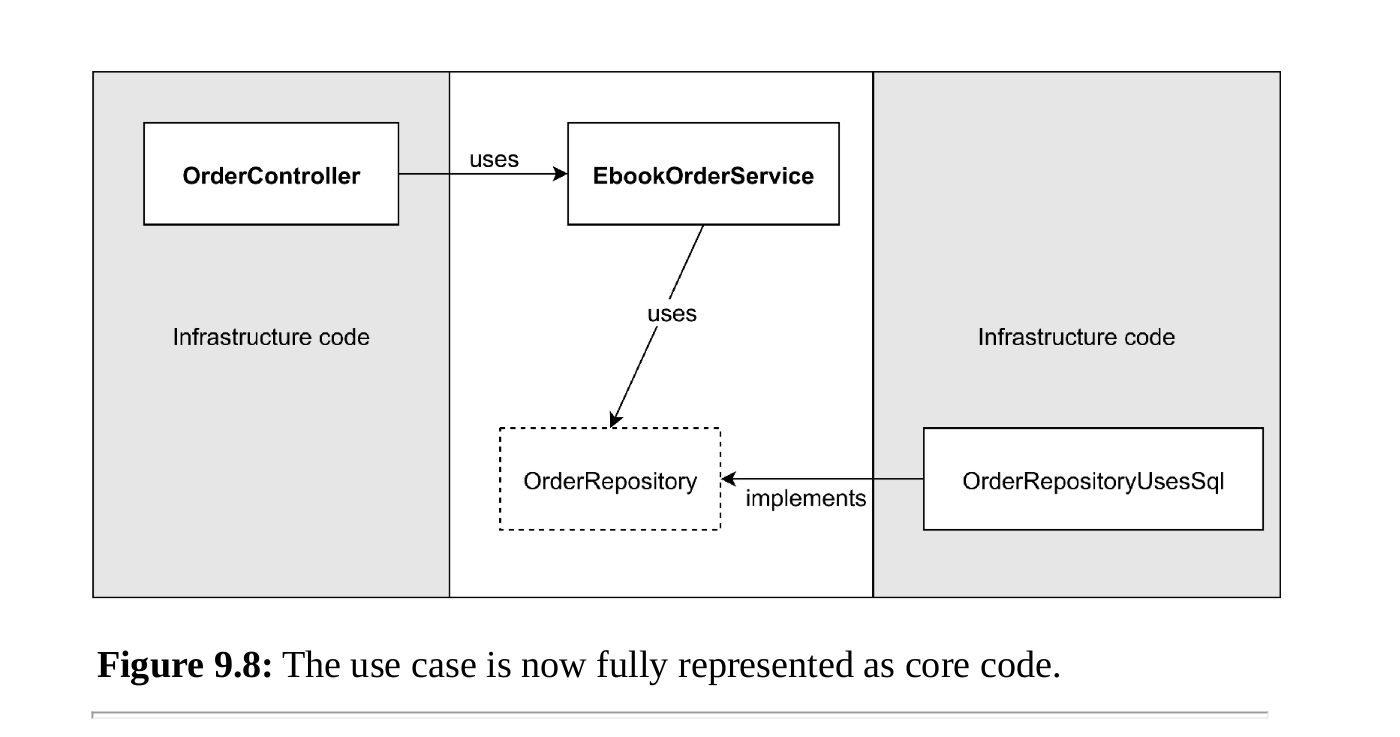 OrderController
uses
EbookOrderService
Infrastructure code
uses
Infrastructure code
OrderRepository
implements
OrderRepositoryUsesSql
Figure 9.8: The use case is now fully represented as core code.